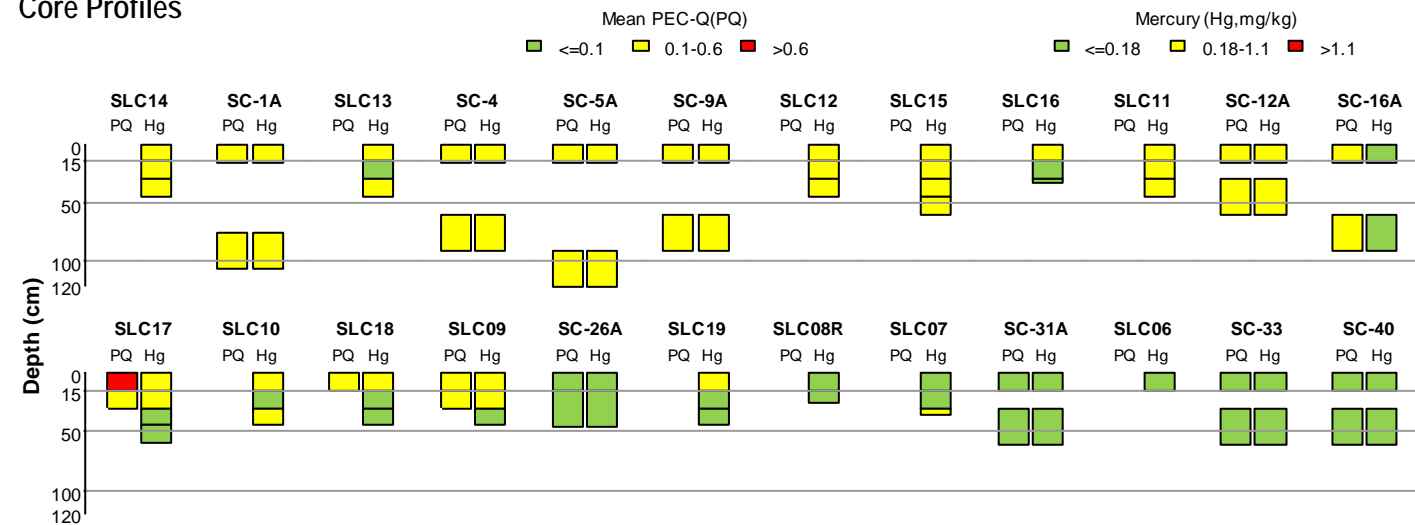 Core Profiles
Mean PEC-Q(PQ)
<=0.1 0.1-0.6 >0.6
Mercury (Hg,mg/kg)
<=0.18 0.18-1.1 >1.1
SLC14 SC-1A SLC13 SC-4 SC-5A SC-9A SLC12 SLC15 SLC16 SLC11 SC-12A SC-16A
PQ Hg PQ Hg PQ Hg PQ Hg PQ Hg PQ Hg PQ Hg PQ Hg PQ Hg PQ Hg PQ Hg PQ Hg
0
15
50
100
120
Depth (cm)
SLC17 SLC10 SLC18 SLC09 SC-26A SLC19 SLC08R SLC07 SC-31A SLC06 SC-33 SC-40
PQ Hg PQ Hg PQ Hg PQ Hg PQ Hg PQ Hg PQ Hg PQ Hg PQ Hg PQ Hg PQ Hg PQ Hg
0
15
50
100
120